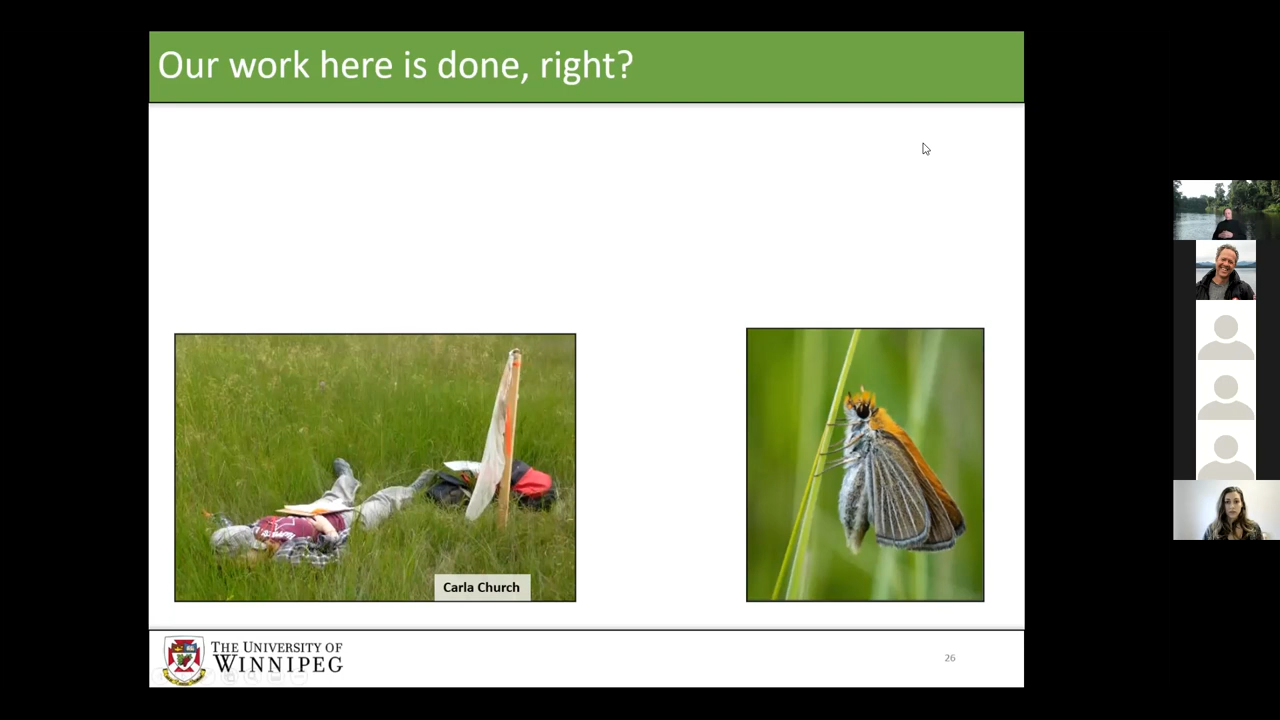 Our work here is done, right?
Carla Church
THE UNIVERSITY OF
WINNIPEG
26